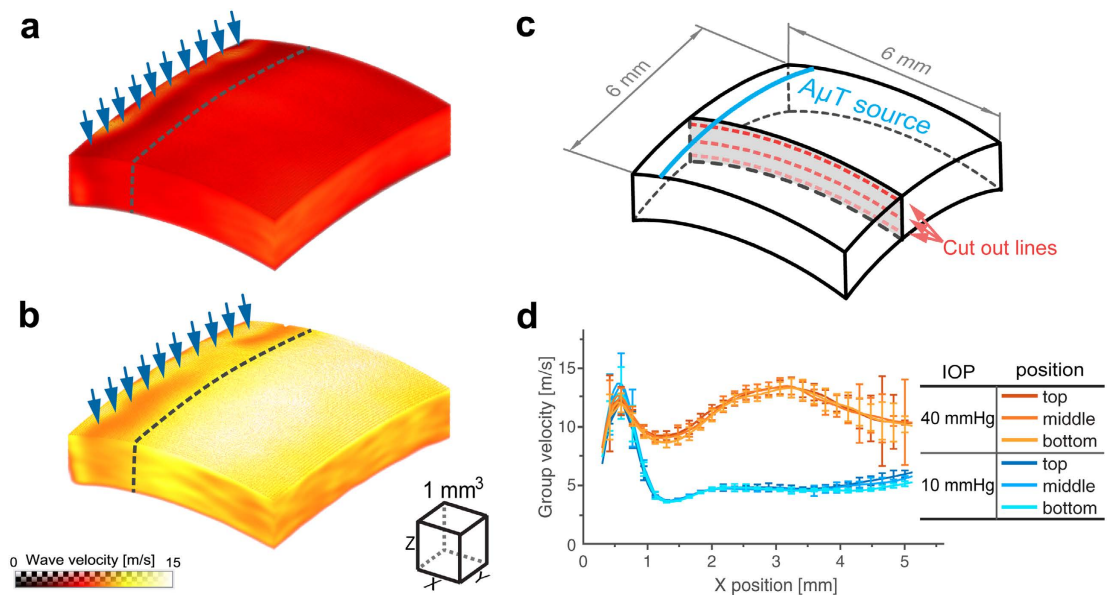 a
b
0 Wave velocity [m/s] 15
1 mm³
Z
X
Y
c
6 mm
6 mm
AμT source
Cut out lines
d
Group velocity [m/s]
15
10
5
0
0 1 2 3 4 5
X position [mm]
IOP position
40 mmHg
top
middle
bottom
10 mmHg
top
middle
bottom